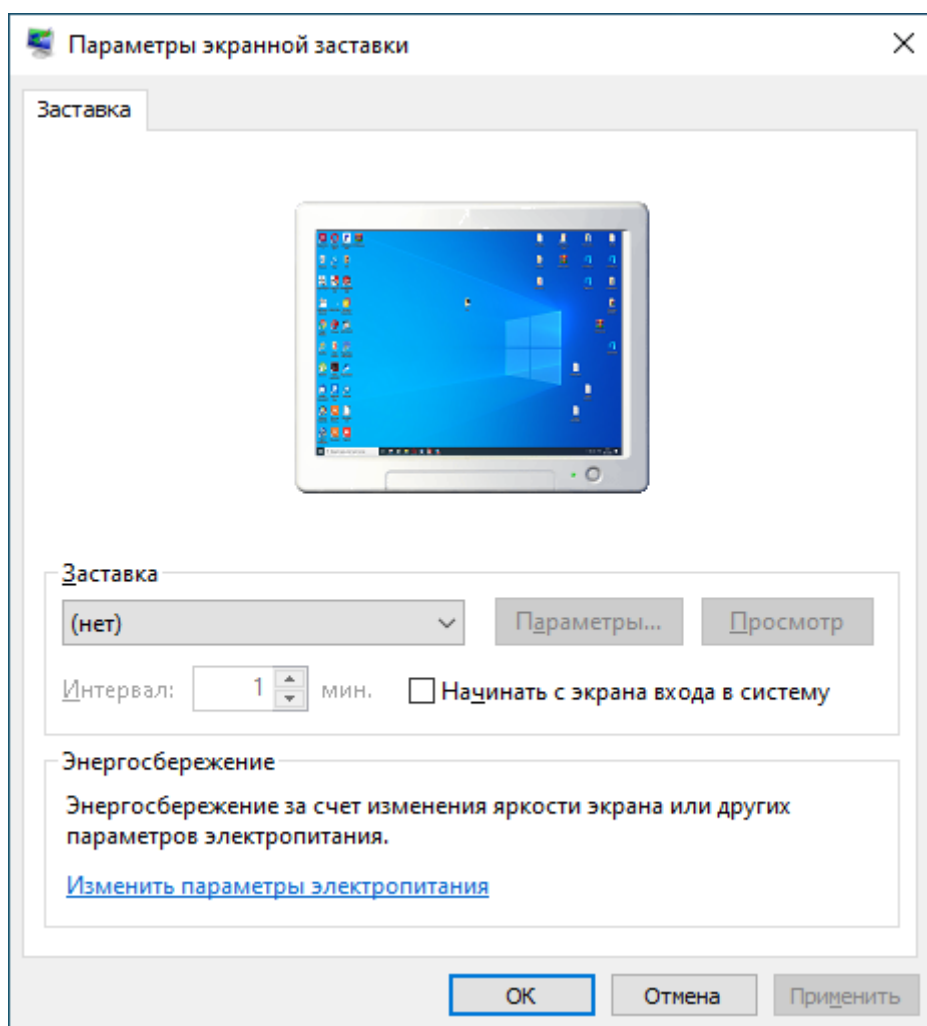 Параметры экранной заставки
Заставка
Заставка
(нет)
Параметры...
Просмотр
Интервал:
1
мин.
Начинать с экрана входа в систему
Энергосбережение
Энергосбережение за счет изменения яркости экрана или других
параметров электропитания.
Изменить параметры электропитания
ОК
Отмена
Применить